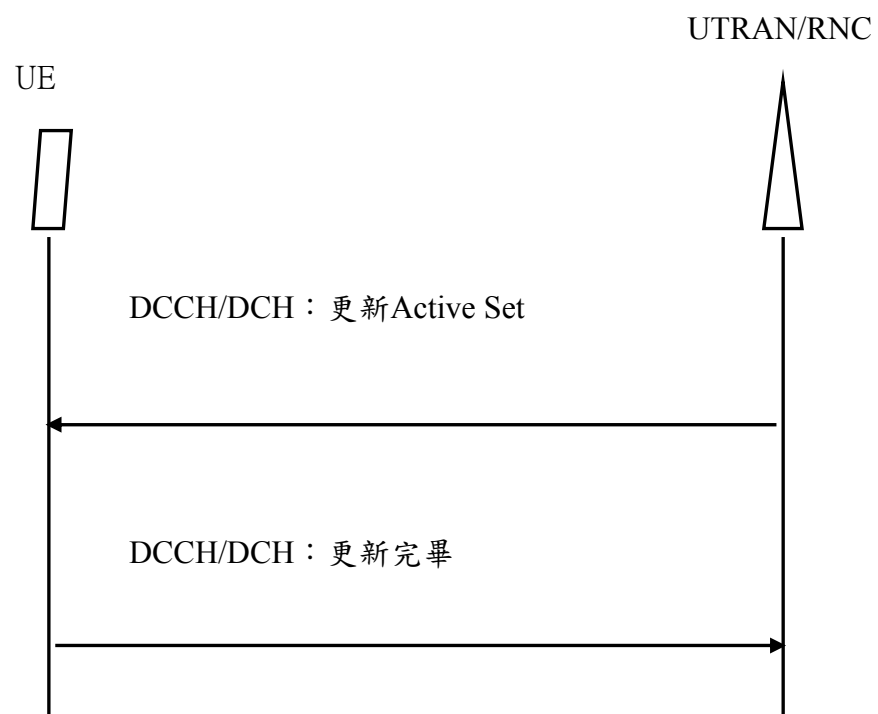 UTRAN/RNC
UE
DCCH/DCH：更新Active Set
DCCH/DCH：更新完畢